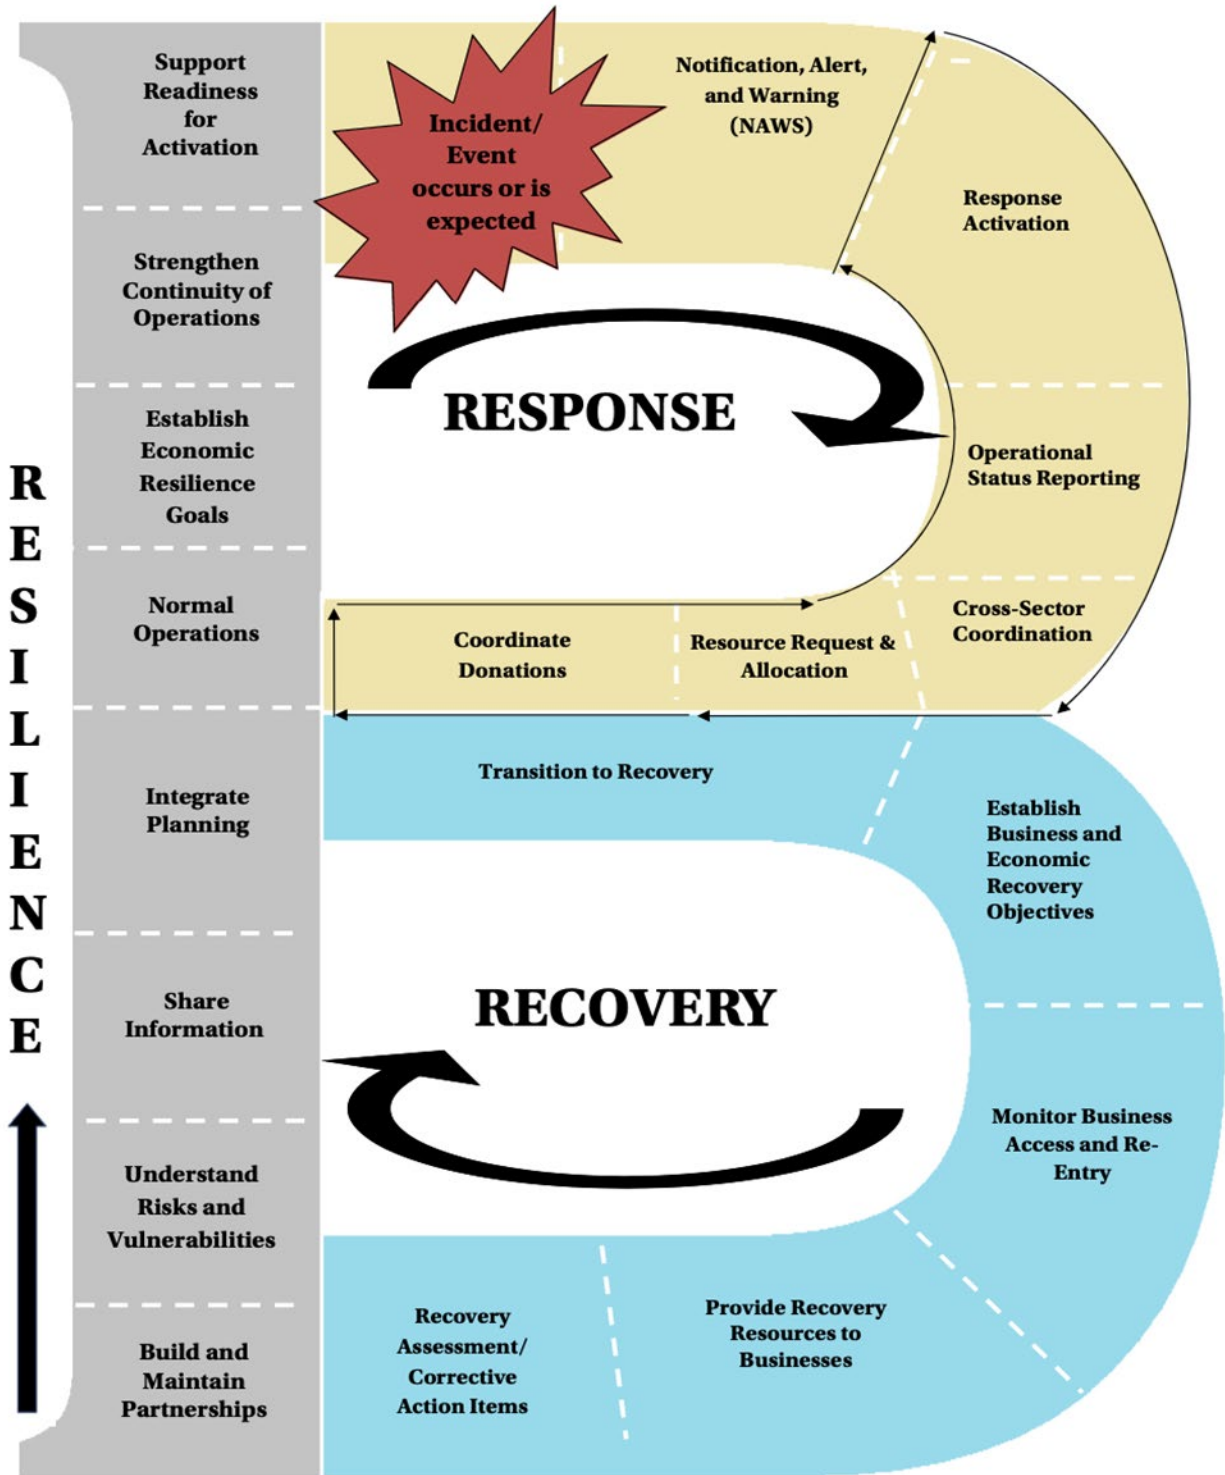 RESILIENCE
Support
Readiness
for
Activation
Strengthen
Continuity of
Operations
Establish
Economic
Resilience
Goals
Normal
Operations
Integrate
Planning
Share
Information
Understand
Risks and
Vulnerabilities
Build and
Maintain
Partnerships
Incident/
Event
occurs or is
expected
Notification, Alert,
and Warning
(NAWS)
Response
Activation
Operational
Status Reporting
Cross-Sector
Coordination
Resource Request &
Allocation
Coordinate
Donations
RESPONSE
Transition to Recovery
Establish
Business and
Economic
Recovery
Objectives
Monitor Business
Access and Re-
Entry
Provide Recovery
Resources to
Businesses
Recovery
Assessment/
Corrective
Action Items
RECOVERY